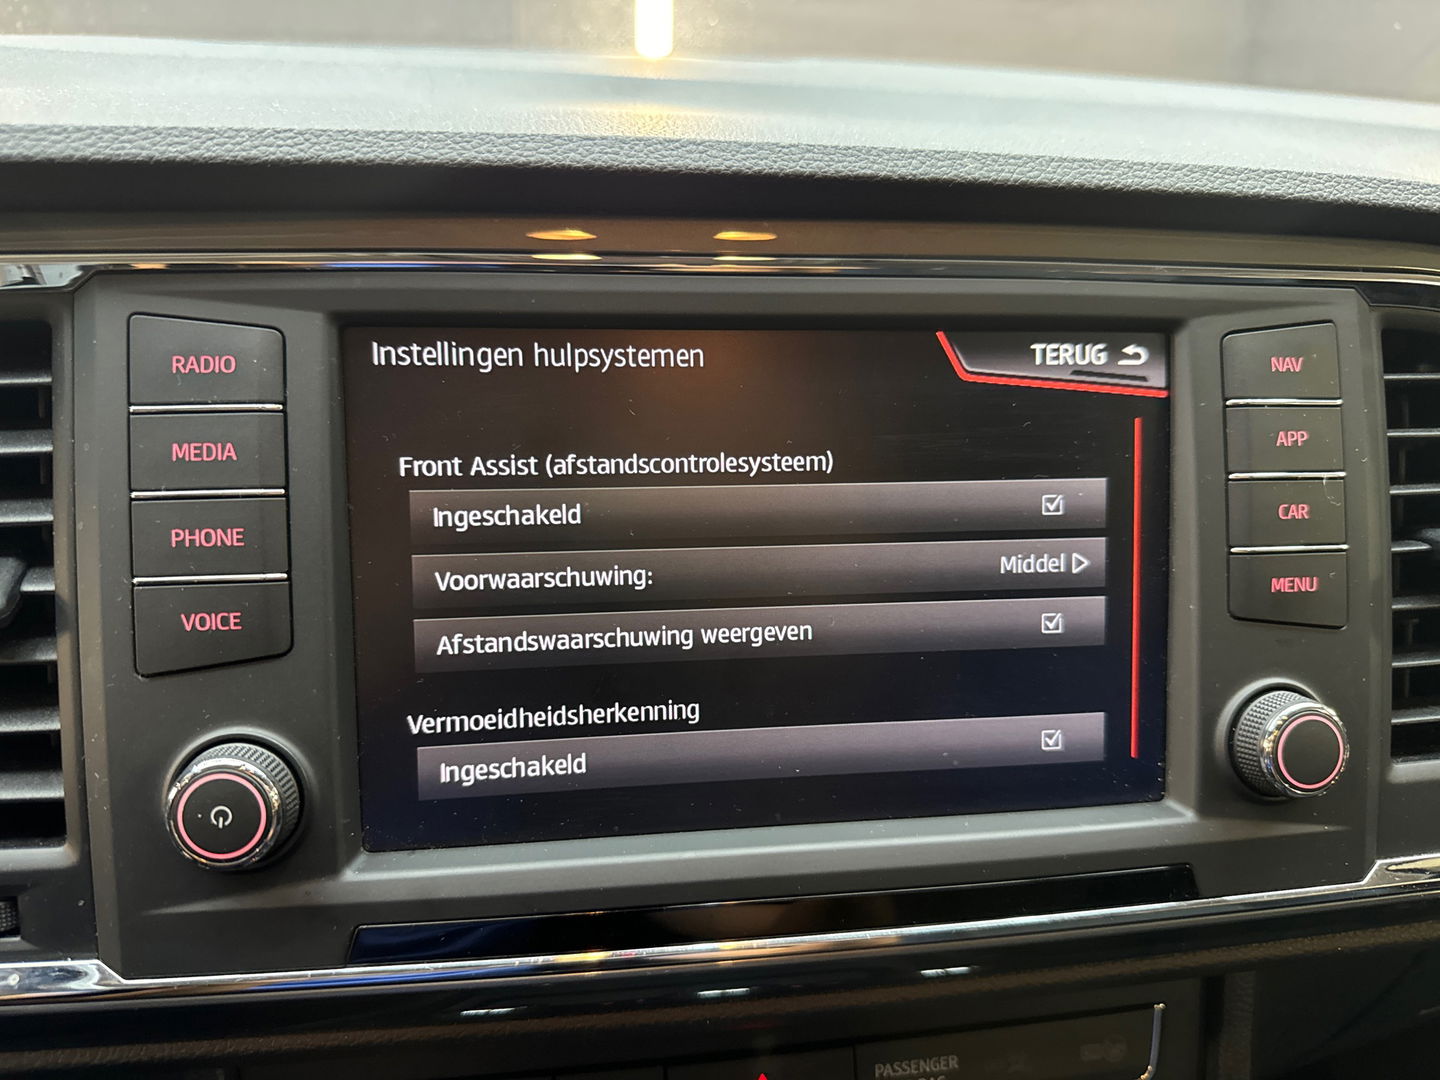 RADIO
MEDIA
PHONE
VOICE
Instellingen hulpsystemen
TERUG
Front Assist (afstandscontrolesysteem)
Ingeschakeld
Voorwaarschuwing: Middel
Afstandswaarschuwing weergeven
Vermoeidheidsherkenning
Ingeschakeld
NAV
APP
CAR
MENU
PASSENGER